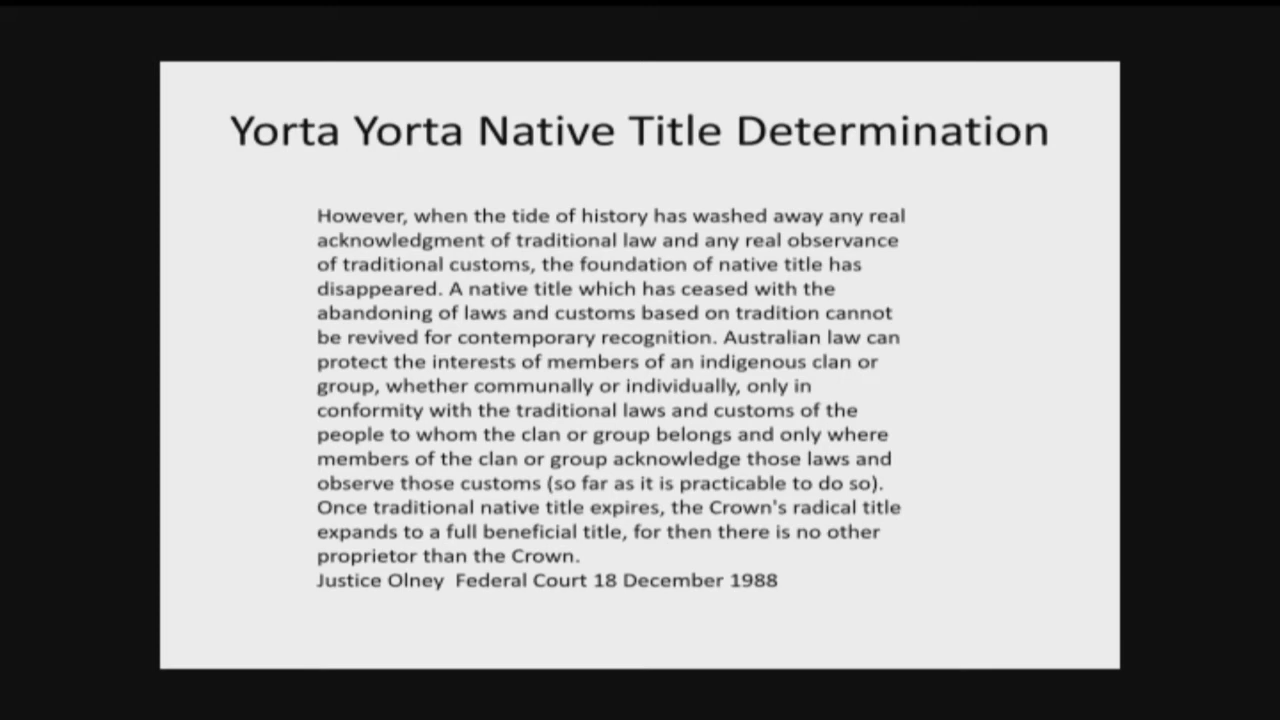 Yorta Yorta Native Title Determination
However, when the tide of history has washed away any real
acknowledgment of traditional law and any real observance
of traditional customs, the foundation of native title has
disappeared. A native title which has ceased with the
abandoning of laws and customs based on tradition cannot
be revived for contemporary recognition. Australian law can
protect the interests of members of an indigenous clan or
group, whether communally or individually, only in
conformity with the traditional laws and customs of the
people to whom the clan or group belongs and only where
members of the clan or group acknowledge those laws and
observe those customs (so far as it is practicable to do so).
Once traditional native title expires, the Crown's radical title
expands to a full beneficial title, for then there is no other
proprietor than the Crown.
Justice Olney  Federal Court 18 December 1988